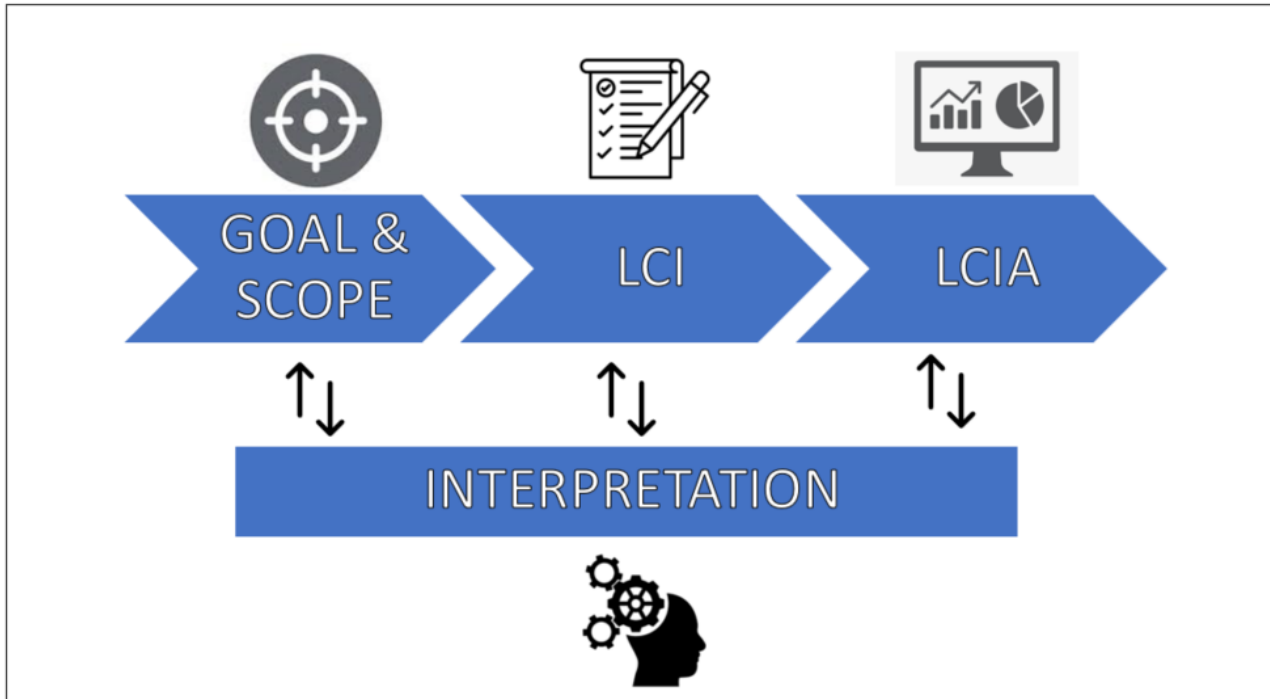 GOAL &
SCOPE
LCI
LCIA
INTERPRETATION